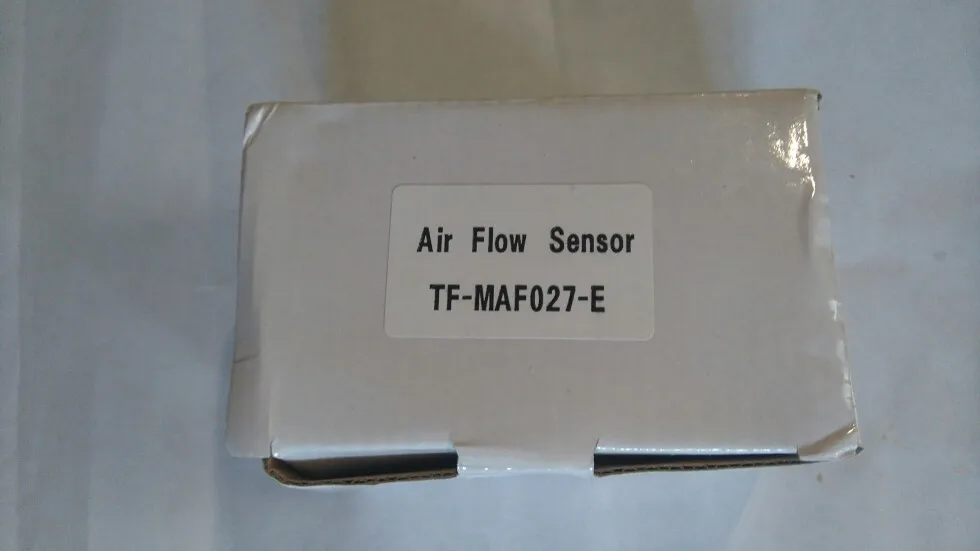 Air Flow Sensor
TF-MAF027-E